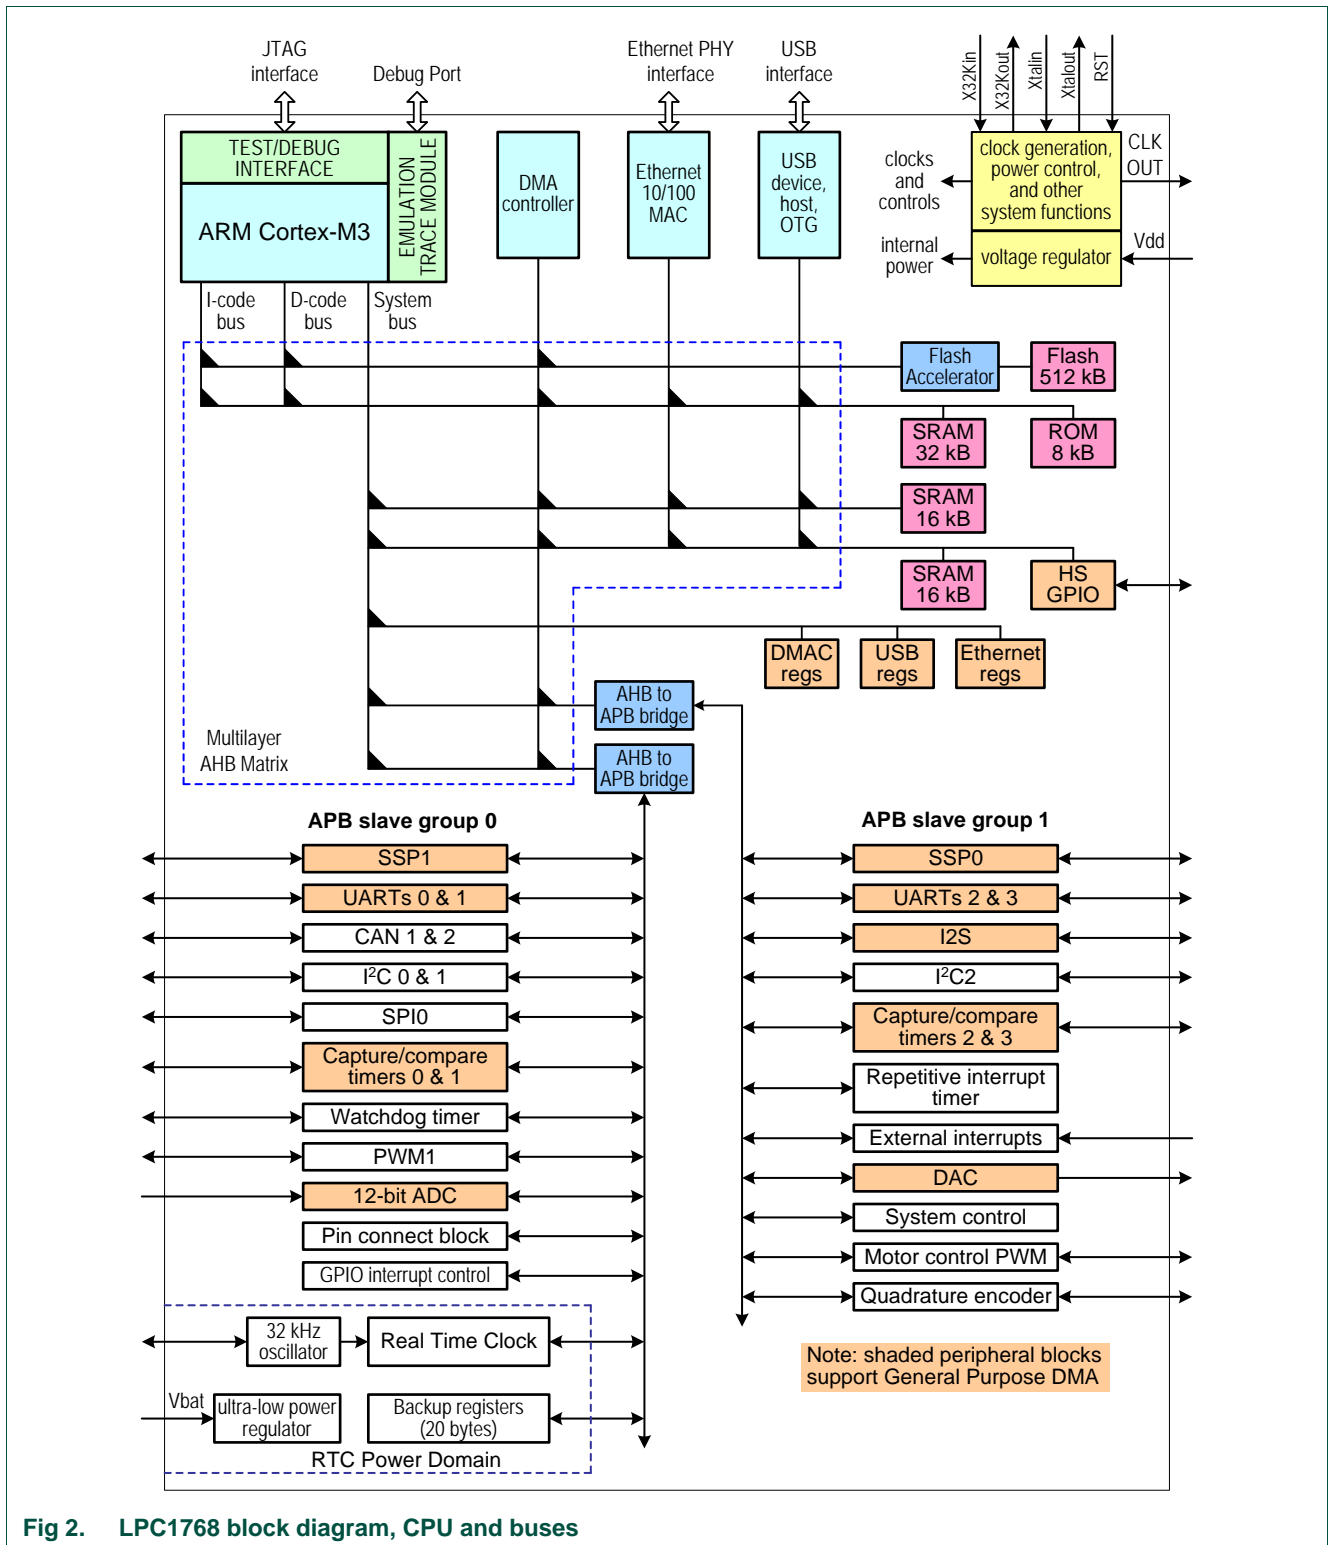 JTAG
interface
Debug Port
Ethernet PHY
interface
USB
interface
X32Kin
X32Kout
Xtalin
Xtalout
RST
TEST/DEBUG
INTERFACE
EMULATION
TRACE MODULE
ARM Cortex-M3
DMA
controller
Ethernet
10/100
MAC
USB
device,
host,
OTG
clocks
and
controls
clock generation,
power control,
and other
system functions
CLK
OUT
internal
power
voltage regulator
Vdd
I-code
bus
D-code
bus
System
bus
Flash
Accelerator
Flash
512 kB
SRAM
32 kB
ROM
8 kB
SRAM
16 kB
SRAM
16 kB
HS
GPIO
DMAC
regs
USB
regs
Ethernet
regs
AHB to
APB bridge
Multilayer
AHB Matrix
AHB to
APB bridge
APB slave group 0
SSP1
UARTs 0 & 1
CAN 1 & 2
I²C 0 & 1
SPI0
Capture/compare
timers 0 & 1
Watchdog timer
PWM1
12-bit ADC
Pin connect block
GPIO interrupt control
APB slave group 1
SSP0
UARTs 2 & 3
I2S
I²C2
Capture/compare
timers 2 & 3
Repetitive interrupt
timer
External interrupts
DAC
System control
Motor control PWM
Quadrature encoder
32 kHz
oscillator
Real Time Clock
Vbat
ultra-low power
regulator
Backup registers
(20 bytes)
RTC Power Domain
Note: shaded peripheral blocks
support General Purpose DMA
Fig 2. LPC1768 block diagram, CPU and buses